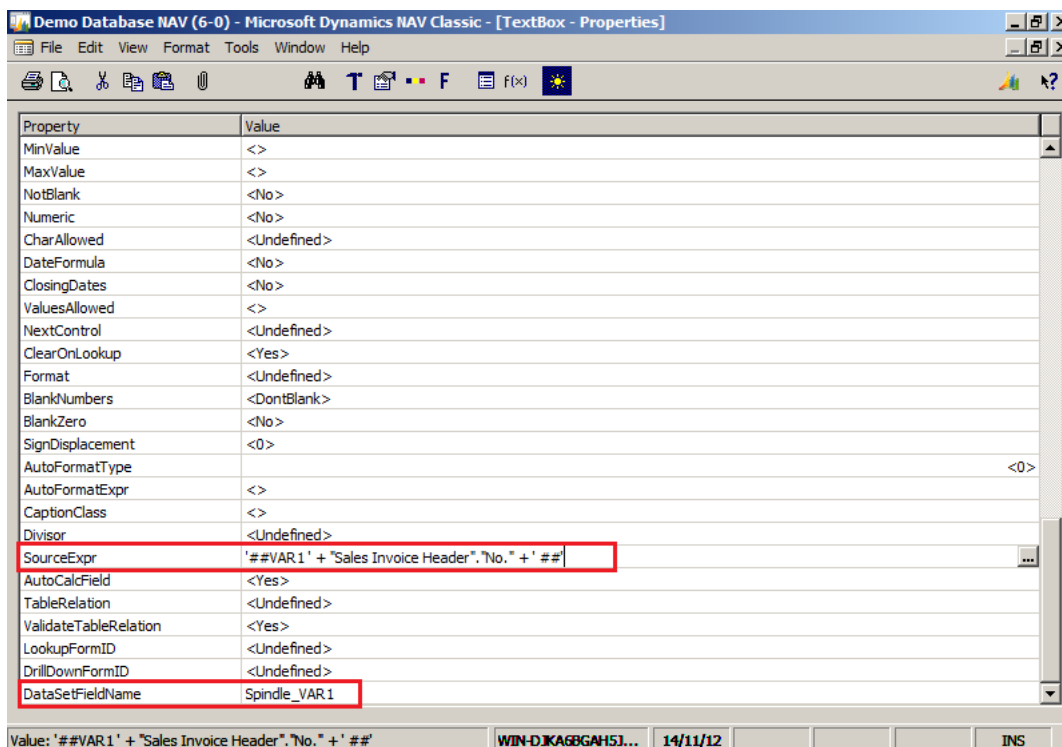 Demo Database NAV (6-0) - Microsoft Dynamics NAV Classic - [TextBox - Properties]
File Edit View Format Tools Window Help
T F f(x)
Property Value
MinValue <>
MaxValue <>
NotBlank <No>
Numeric <No>
CharAllowed <Undefined>
DateFormula <No>
ClosingDates <No>
ValuesAllowed <>
NextControl <Undefined>
ClearOnLookup <Yes>
Format <Undefined>
BlankNumbers <DontBlank>
BlankZero <No>
SignDisplacement <0>
AutoFormatType <0>
AutoFormatExpr <>
CaptionClass <>
Divisor <Undefined>
SourceExpr '##VAR1' + "Sales Invoice Header"."No." +' ##' ...
AutoCalcField <Yes>
TableRelation <Undefined>
ValidateTableRelation <Yes>
LookupFormID <Undefined>
DrillDownFormID <Undefined>
DataSetFieldName Spindle_VAR1
Value: '##VAR1' + "Sales Invoice Header"."No." +' ##' WIN-DJKA6BGAH5J... 14/11/12 INS